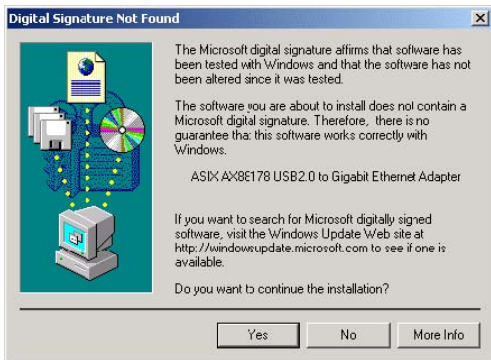 Digital Signature Not Found
The Microsoft digital signature affirms that software has
been tested with Windows and that the software has not
been altered since it was tested.
The software you are about to install does not contain a
Microsoft digital signature. Therefore, there is no
guarantee that this software works correctly with
Windows.
ASIX AX88178 USB2.0 to Gigabit Ethernet Adapter
If you want to search for Microsoft digitally signed
software, visit the Windows Update Web site at
http://windowsupdate.microsoft.com to see if one is
available.
Do you want to continue the installation?
Yes
No
More Info